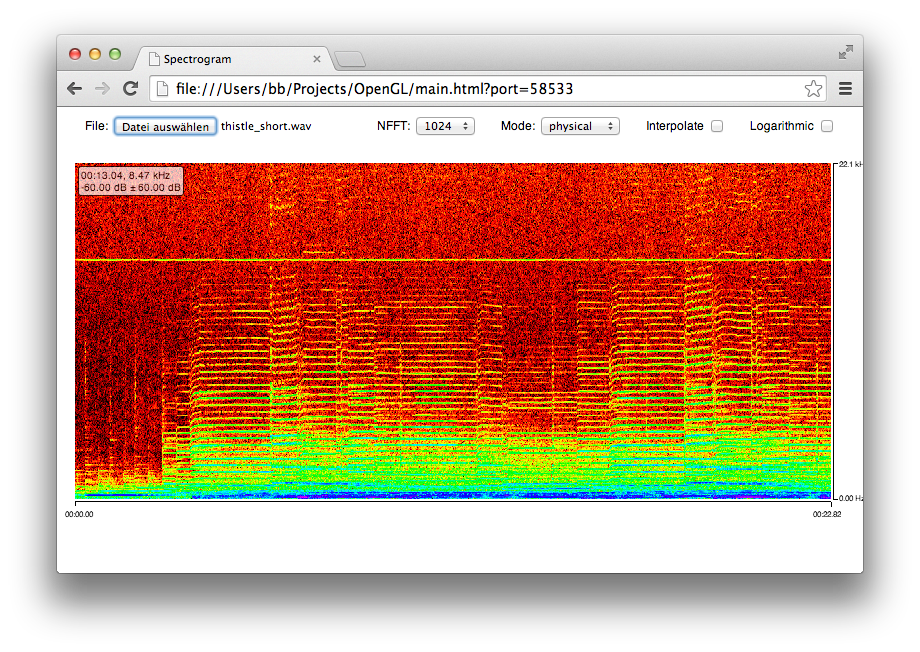 Spectrogram
file:///Users/bb/Projects/OpenGL/main.html?port=58533
File: Datei auswählen thistle_short.wav NFFT: 1024 Mode: physical Interpolate Logarithmic
00:13.04, 8.47 kHz
-60.00 dB ± 60.00 dB
22.1 kH
0.00 Hz
00:00.00 00:22.82